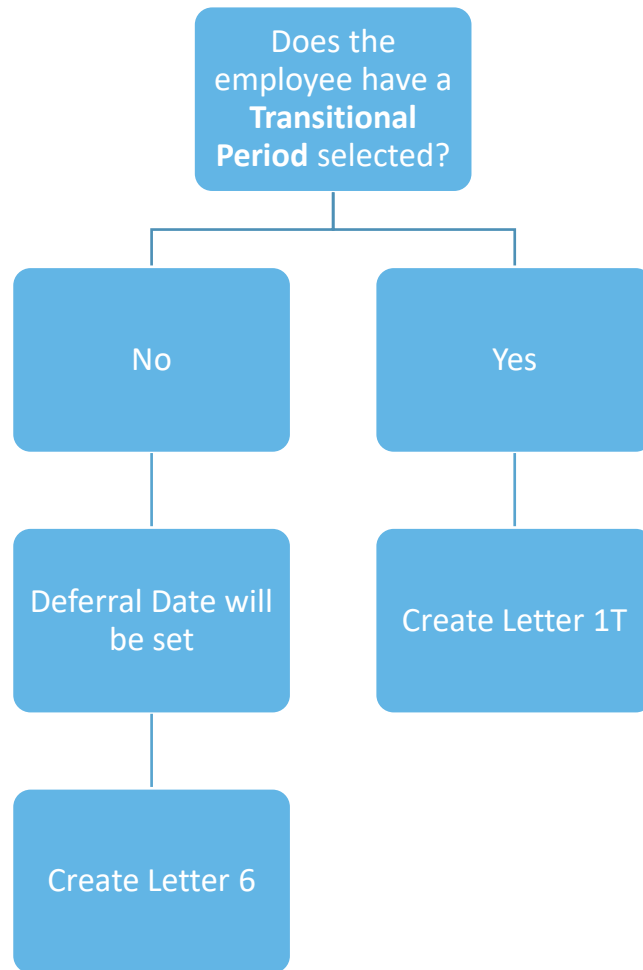 Does the
employee have a
Transitional
Period selected?
No
Yes
Deferral Date will
be set
Create Letter 1T
Create Letter 6